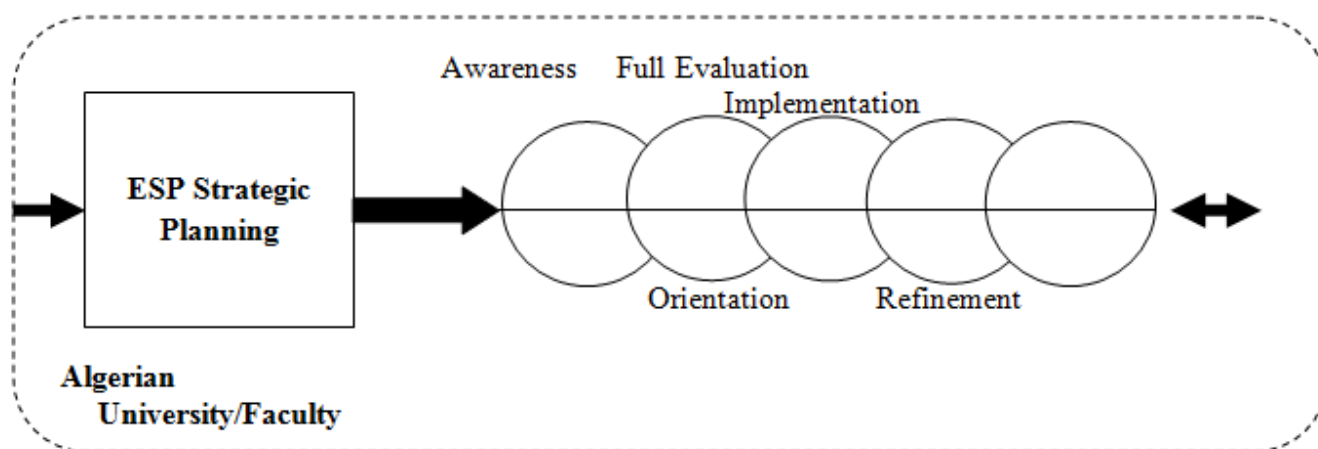 Awareness Full Evaluation
Implementation
ESP Strategic
Planning
Orientation Refinement
Algerian
University/Faculty